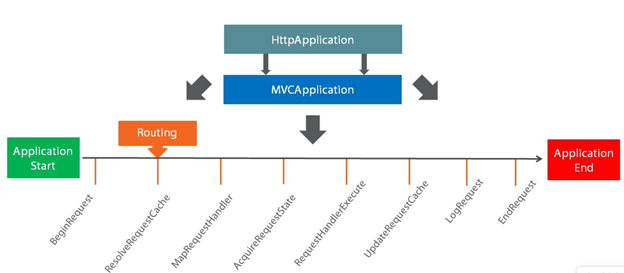 HttpApplication
MVCApplication
Routing
Application
Start
Application
End
BeginRequest
ResolveRequestCache
MapRequestHandler
AcquireRequestState
RequestHandlerExecute
UpdateRequestCache
LogRequest
EndRequest